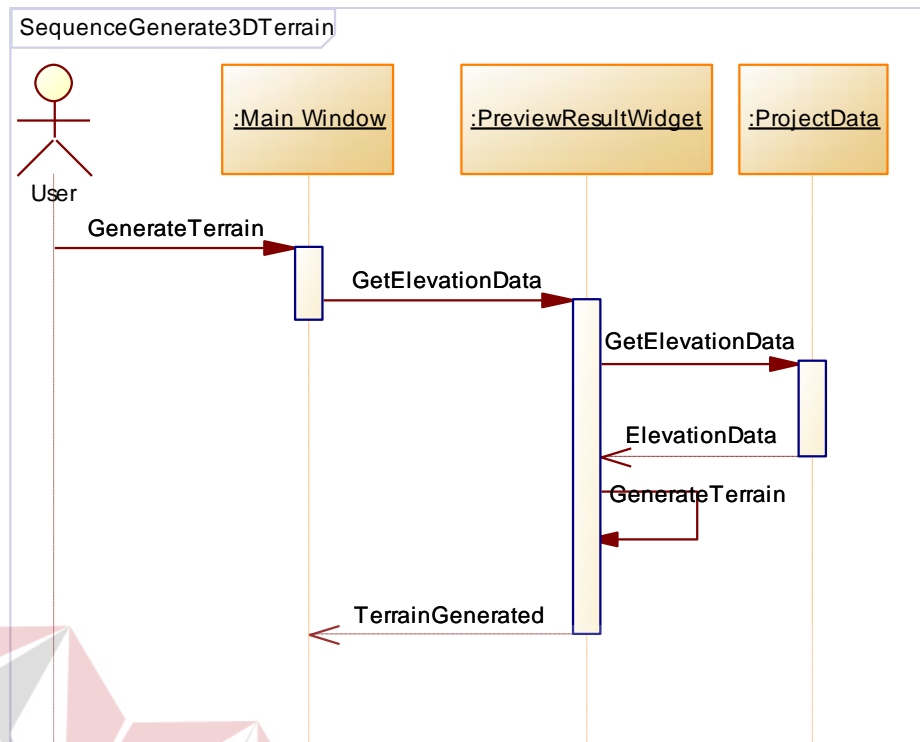 SequenceGenerate3DTerrain
:Main Window
:PreviewResultWidget
:ProjectData
User
GenerateTerrain
GetElevationData
GetElevationData
ElevationData
GenerateTerrain
TerrainGenerated